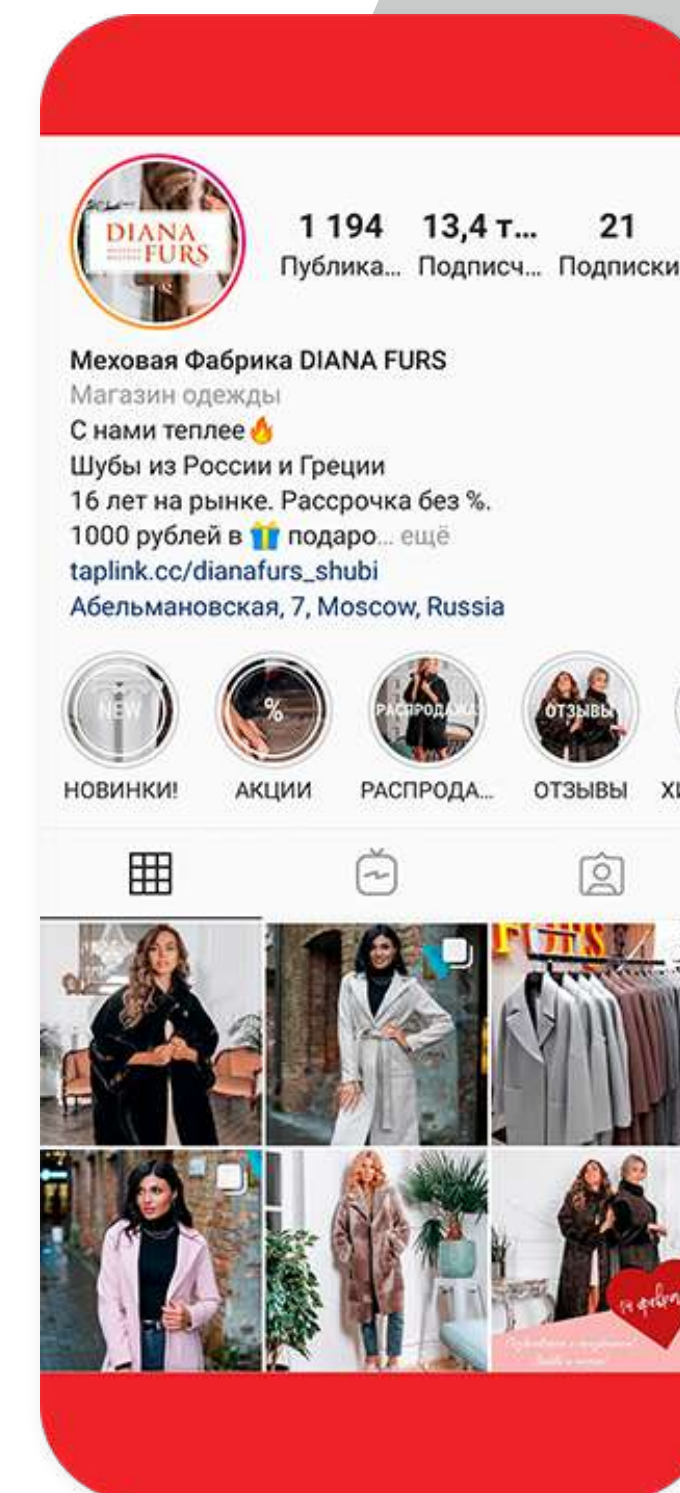 DIANA
FURS
1 194 13,4 т... 21
Публика... Подписч... Подписки
Меховая Фабрика DIANA FURS
Магазин одежды
С нами теплее🔥
Шубы из России и Греции
16 лет на рынке. Рассрочка без %.
1000 рублей в 🎁 подаро... ещё
taplink.cc/dianafurs_shubi
Абельмановская, 7, Moscow, Russia
NEW % РАСПРОДАЖА ОТЗЫВЫ
НОВИНКИ! АКЦИИ РАСПРОДА... ОТЗЫВЫ
FURS
14 феврал